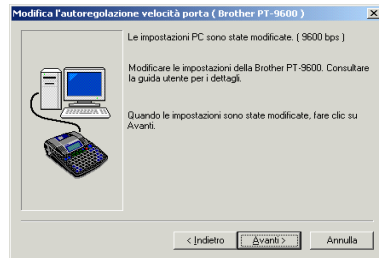 Modifica l'autoregolazione velocità porta ( Brother PT-9600 )
Le impostazioni PC sono state modificate. ( 9600 bps )
Modificare le impostazioni della Brother PT-9600. Consultare
la guida utente per i dettagli.
Quando le impostazioni sono state modificate, fare clic su
Avanti.
< Indietro
Avanti >
Annulla